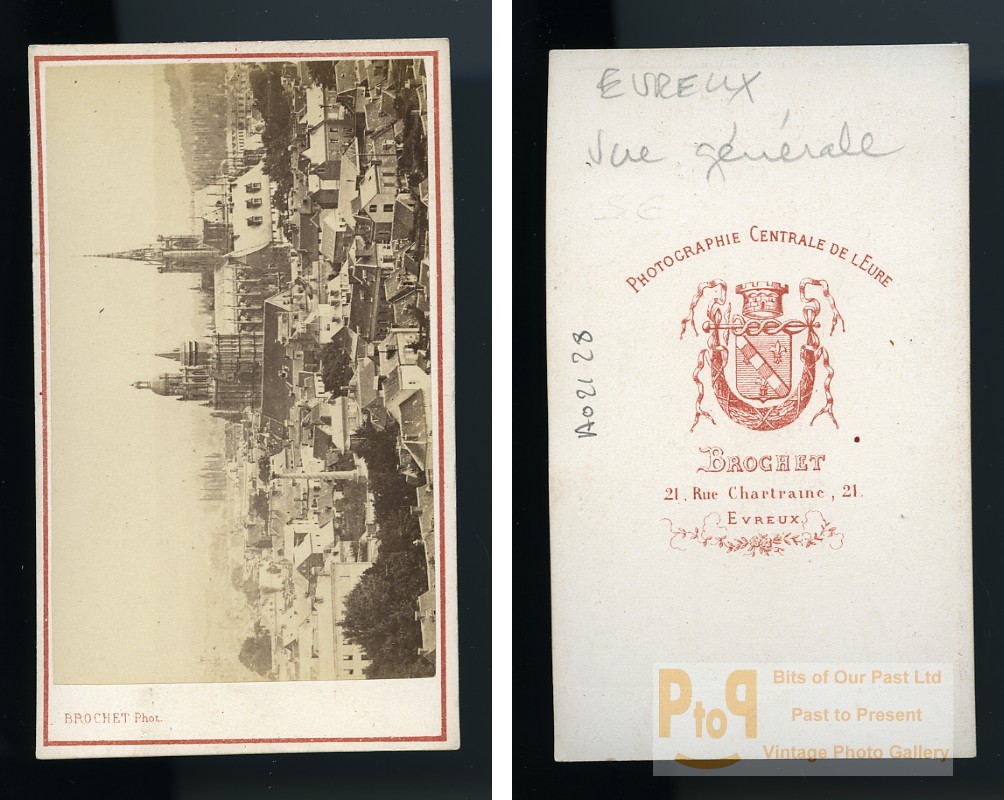 BROCHET Phot.
EVREUX
Vue générale
SE
A02128
PHOTOGRAPHIE CENTRALE DE L'EURE
BROCHET
21, Rue Chartraine, 21.
EVREUX
PtoP
Bits of Our Past Ltd
Past to Present
Vintage Photo Gallery